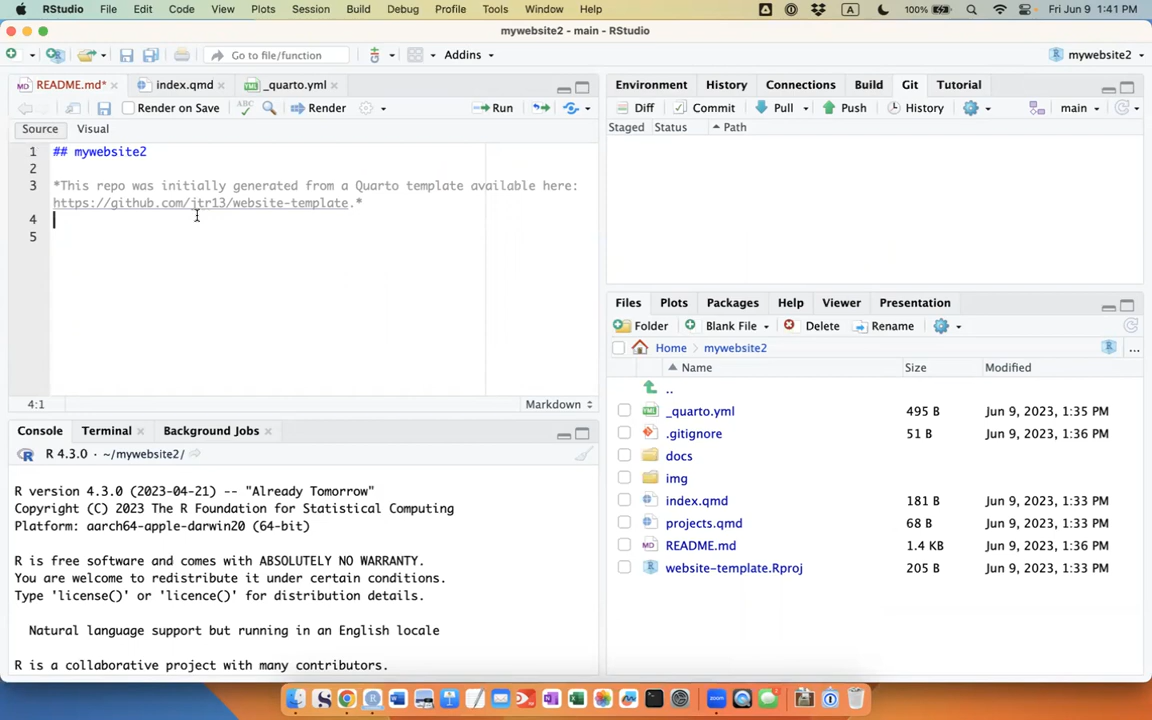 RStudio File Edit Code View Plots Session Build Debug Profile Tools Window Help A 100% Fri Jun 9 1:41 PM
mywebsite2 - main - RStudio
Go to file/function Addins mywebsite2
README.md* index.qmd _quarto.yml
Render on Save ABC Render Run
Source Visual
1 ## mywebsite2
2
3 *This repo was initially generated from a Quarto template available here:
https://github.com/jtr13/website-template.*
4
5
4:1 Markdown
Console Terminal Background Jobs
R 4.3.0 · ~/mywebsite2/
R version 4.3.0 (2023-04-21) -- "Already Tomorrow"
Copyright (C) 2023 The R Foundation for Statistical Computing
Platform: aarch64-apple-darwin20 (64-bit)
R is free software and comes with ABSOLUTELY NO WARRANTY.
You are welcome to redistribute it under certain conditions.
Type 'license()' or 'licence()' for distribution details.
Natural language support but running in an English locale
R is a collaborative project with many contributors.
Environment History Connections Build Git Tutorial
Diff Commit Pull Push History main
Staged Status Path
Files Plots Packages Help Viewer Presentation
Folder Blank File Delete Rename
Home mywebsite2 ...
Name Size Modified
..
_quarto.yml 495 B Jun 9, 2023, 1:35 PM
.gitignore 51 B Jun 9, 2023, 1:36 PM
docs
img
index.qmd 181 B Jun 9, 2023, 1:33 PM
projects.qmd 68 B Jun 9, 2023, 1:33 PM
README.md 1.4 KB Jun 9, 2023, 1:36 PM
website-template.Rproj 205 B Jun 9, 2023, 1:33 PM